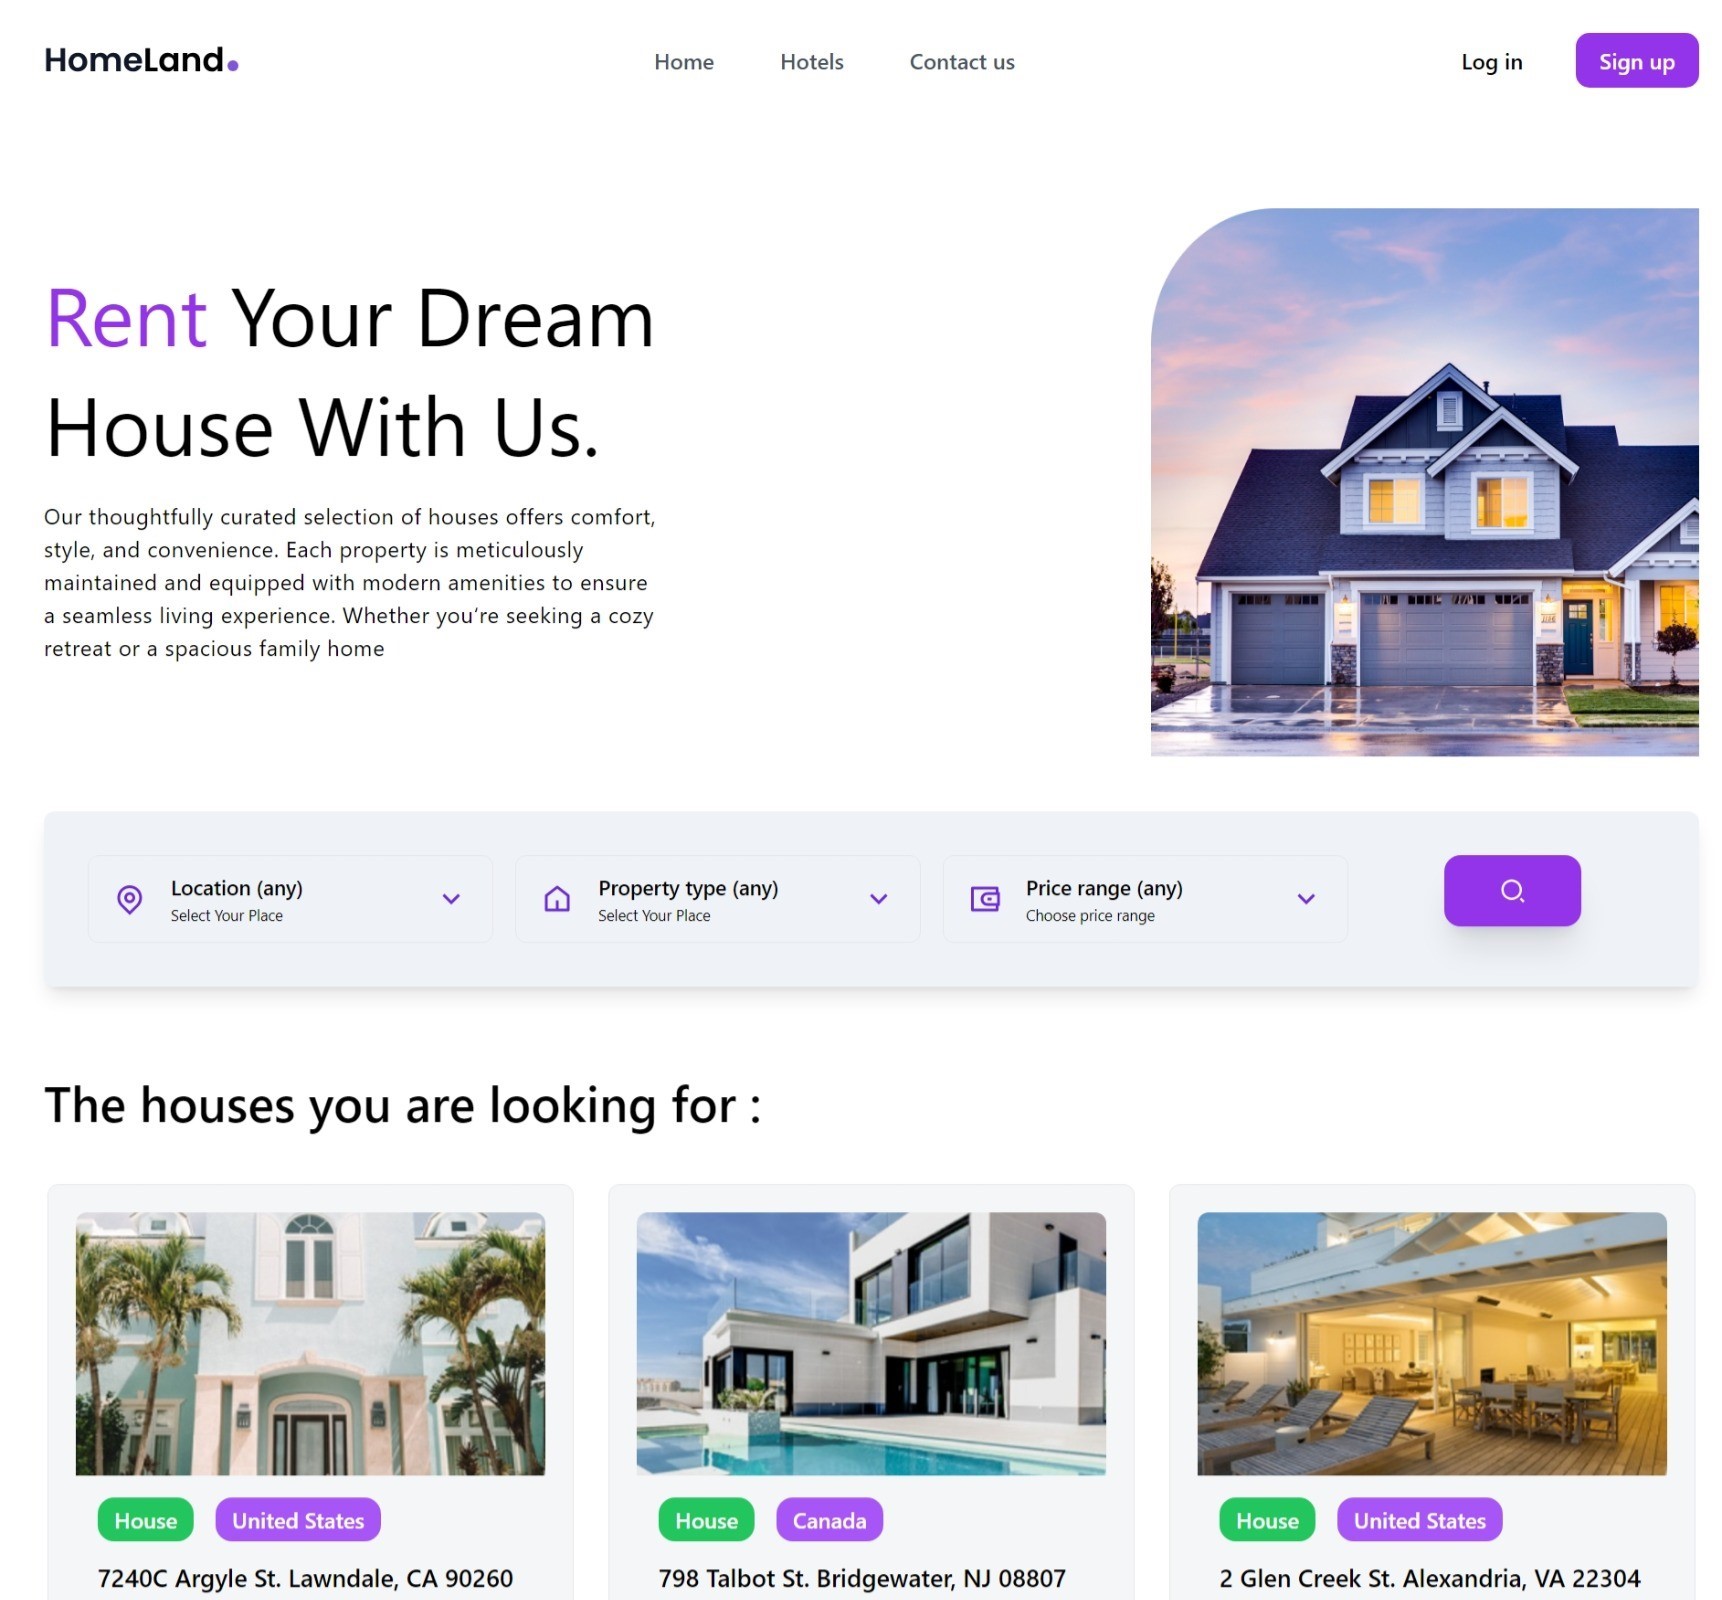 HomeLand.
Home
Hotels
Contact us
Log in
Sign up
Rent Your Dream
House With Us.
Our thoughtfully curated selection of houses offers comfort,
style, and convenience. Each property is meticulously
maintained and equipped with modern amenities to ensure
a seamless living experience. Whether you’re seeking a cozy
retreat or a spacious family home
Location (any)
Select Your Place
Property type (any)
Select Your Place
Price range (any)
Choose price range
The houses you are looking for :
House
United States
7240C Argyle St. Lawndale, CA 90260
House
Canada
798 Talbot St. Bridgewater, NJ 08807
House
United States
2 Glen Creek St. Alexandria, VA 22304